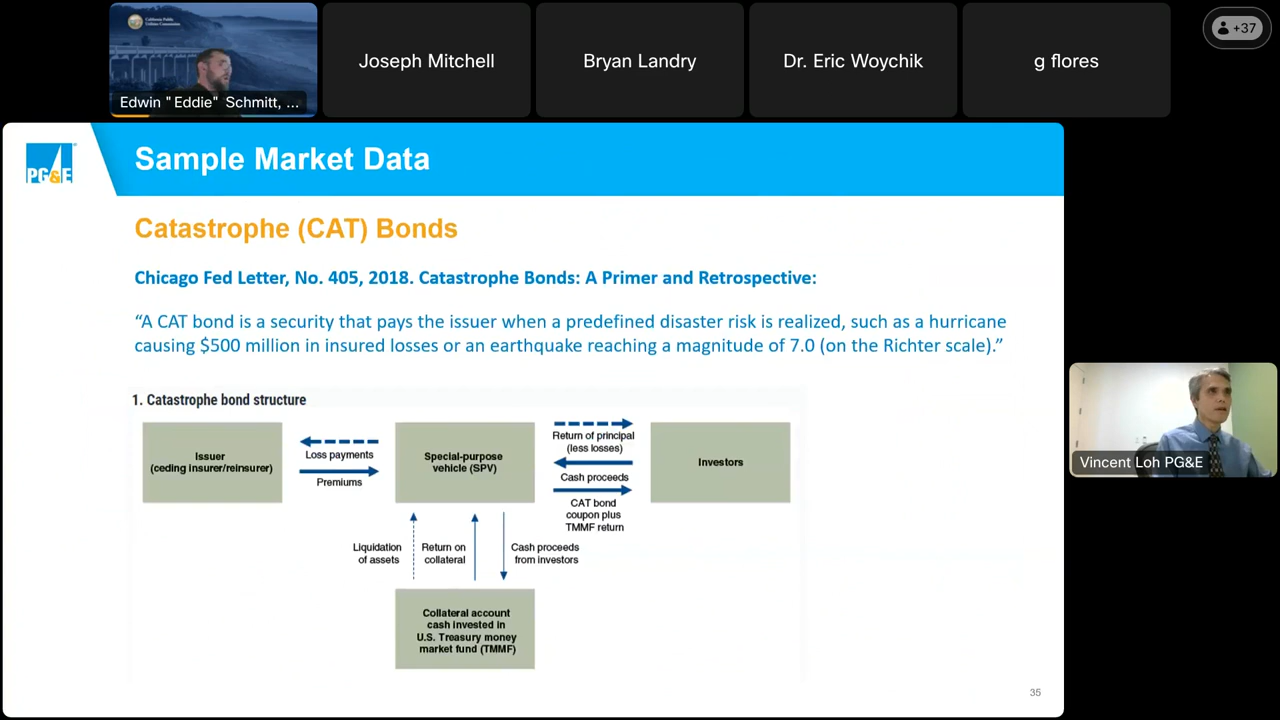 California Public
Utilities Commission
Edwin "Eddie" Schmitt, ...
Joseph Mitchell
Bryan Landry
Dr. Eric Woychik
g flores
+37
PG&E
Sample Market Data
Catastrophe (CAT) Bonds
Chicago Fed Letter, No. 405, 2018. Catastrophe Bonds: A Primer and Retrospective:
“A CAT bond is a security that pays the issuer when a predefined disaster risk is realized, such as a hurricane
causing $500 million in insured losses or an earthquake reaching a magnitude of 7.0 (on the Richter scale).”
1. Catastrophe bond structure
Issuer
(ceding insurer/reinsurer)
Loss payments
Premiums
Special-purpose
vehicle (SPV)
Return of principal
(less losses)
Cash proceeds
CAT bond
coupon plus
TMMF return
Investors
Liquidation
of assets
Return on
collateral
Cash proceeds
from investors
Collateral account
cash invested in
U.S. Treasury money
market fund (TMMF)
35
Vincent Loh PG&E